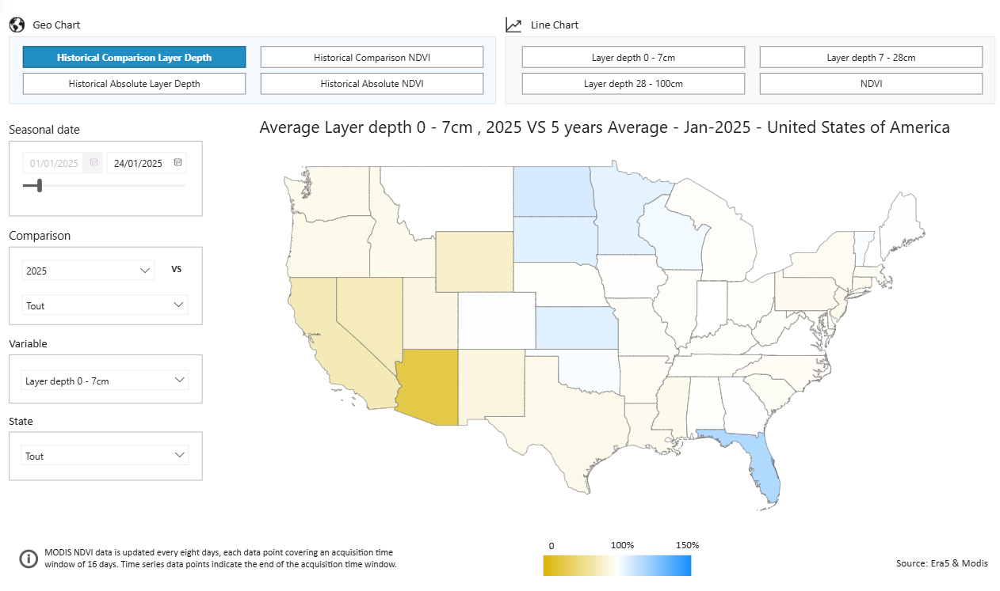 Geo Chart
Line Chart
Historical Comparison Layer Depth
Historical Comparison NDVI
Layer depth 0 - 7cm
Layer depth 7 - 28cm
Historical Absolute Layer Depth
Historical Absolute NDVI
Layer depth 28 - 100cm
NDVI
Average Layer depth 0 - 7cm , 2025 VS 5 years Average - Jan-2025 - United States of America
Seasonal date
01/01/2025
24/01/2025
Comparison
2025
VS
Tout
Variable
Layer depth 0 - 7cm
State
Tout
MODIS NDVI data is updated every eight days, each data point covering an acquisition time
window of 16 days. Time series data points indicate the end of the acquisition time window.
0
100%
150%
Source: Era5 & Modis